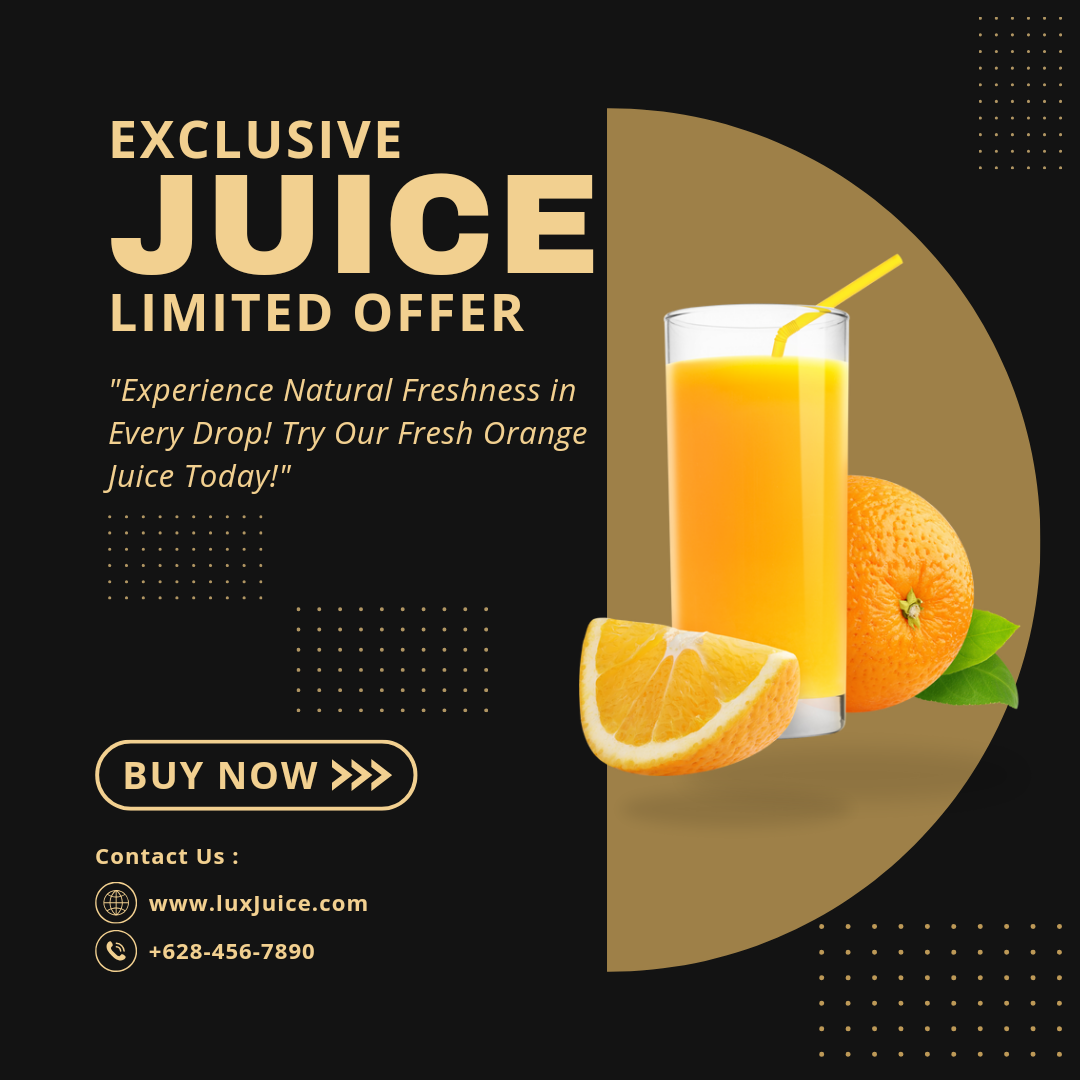 EXCLUSIVE
JUICE
LIMITED OFFER
"Experience Natural Freshness in
Every Drop! Try Our Fresh Orange
Juice Today!"
BUY NOW
Contact Us :
www.luxJuice.com
+628-456-7890